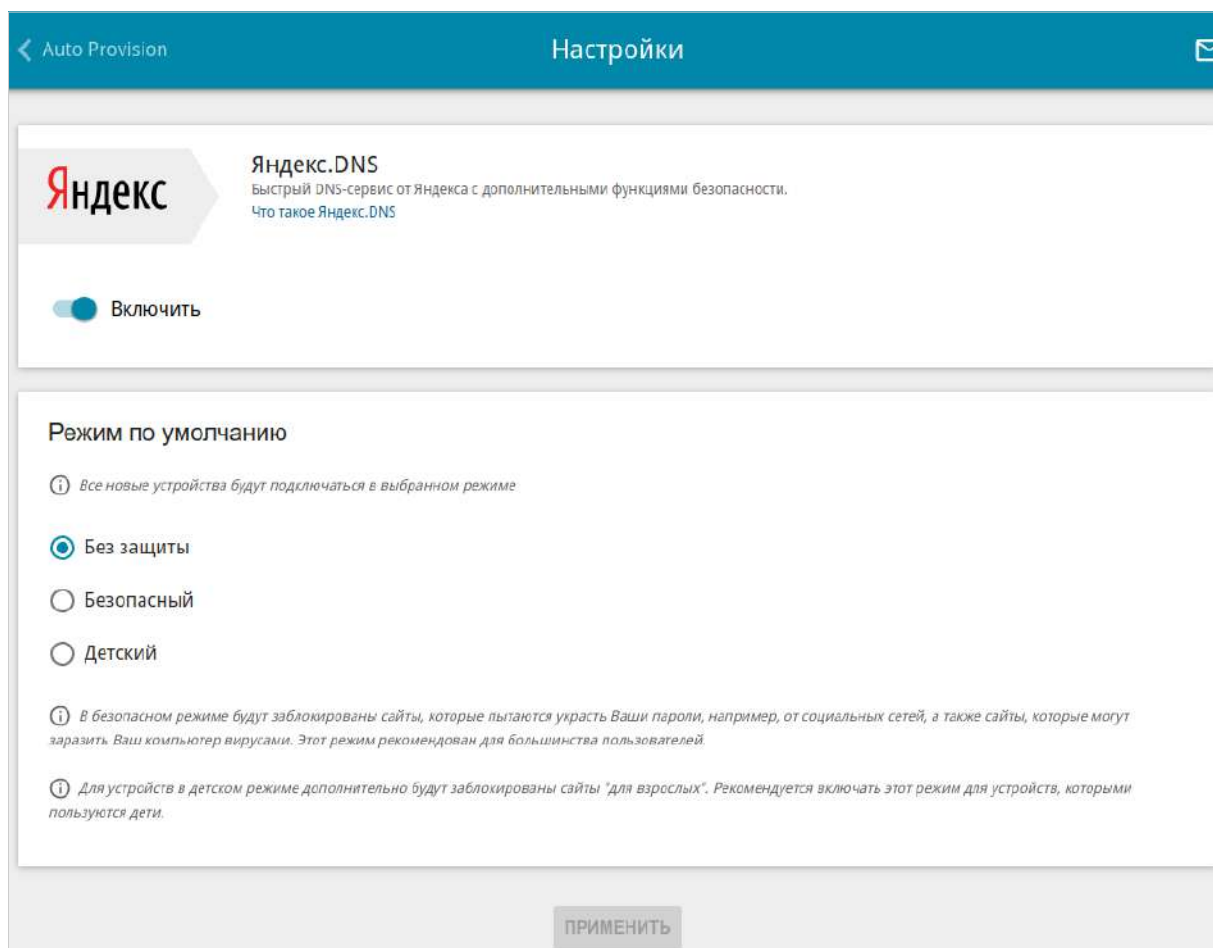 Auto Provision
Настройки
Яндекс
Яндекс.DNS
Быстрый DNS-сервис от Яндекса с дополнительными функциями безопасности.
Что такое Яндекс.DNS
Включить
Режим по умолчанию
Все новые устройства будут подключаться в выбранном режиме
Без защиты
Безопасный
Детский
В безопасном режиме будут заблокированы сайты, которые пытаются украсть Ваши пароли, например, от социальных сетей, а также сайты, которые могут
заразить Ваш компьютер вирусами. Этот режим рекомендован для большинства пользователей.
Для устройств в детском режиме дополнительно будут заблокированы сайты "для взрослых". Рекомендуется включать этот режим для устройств, которыми
пользуются дети.
ПРИМЕНИТЬ